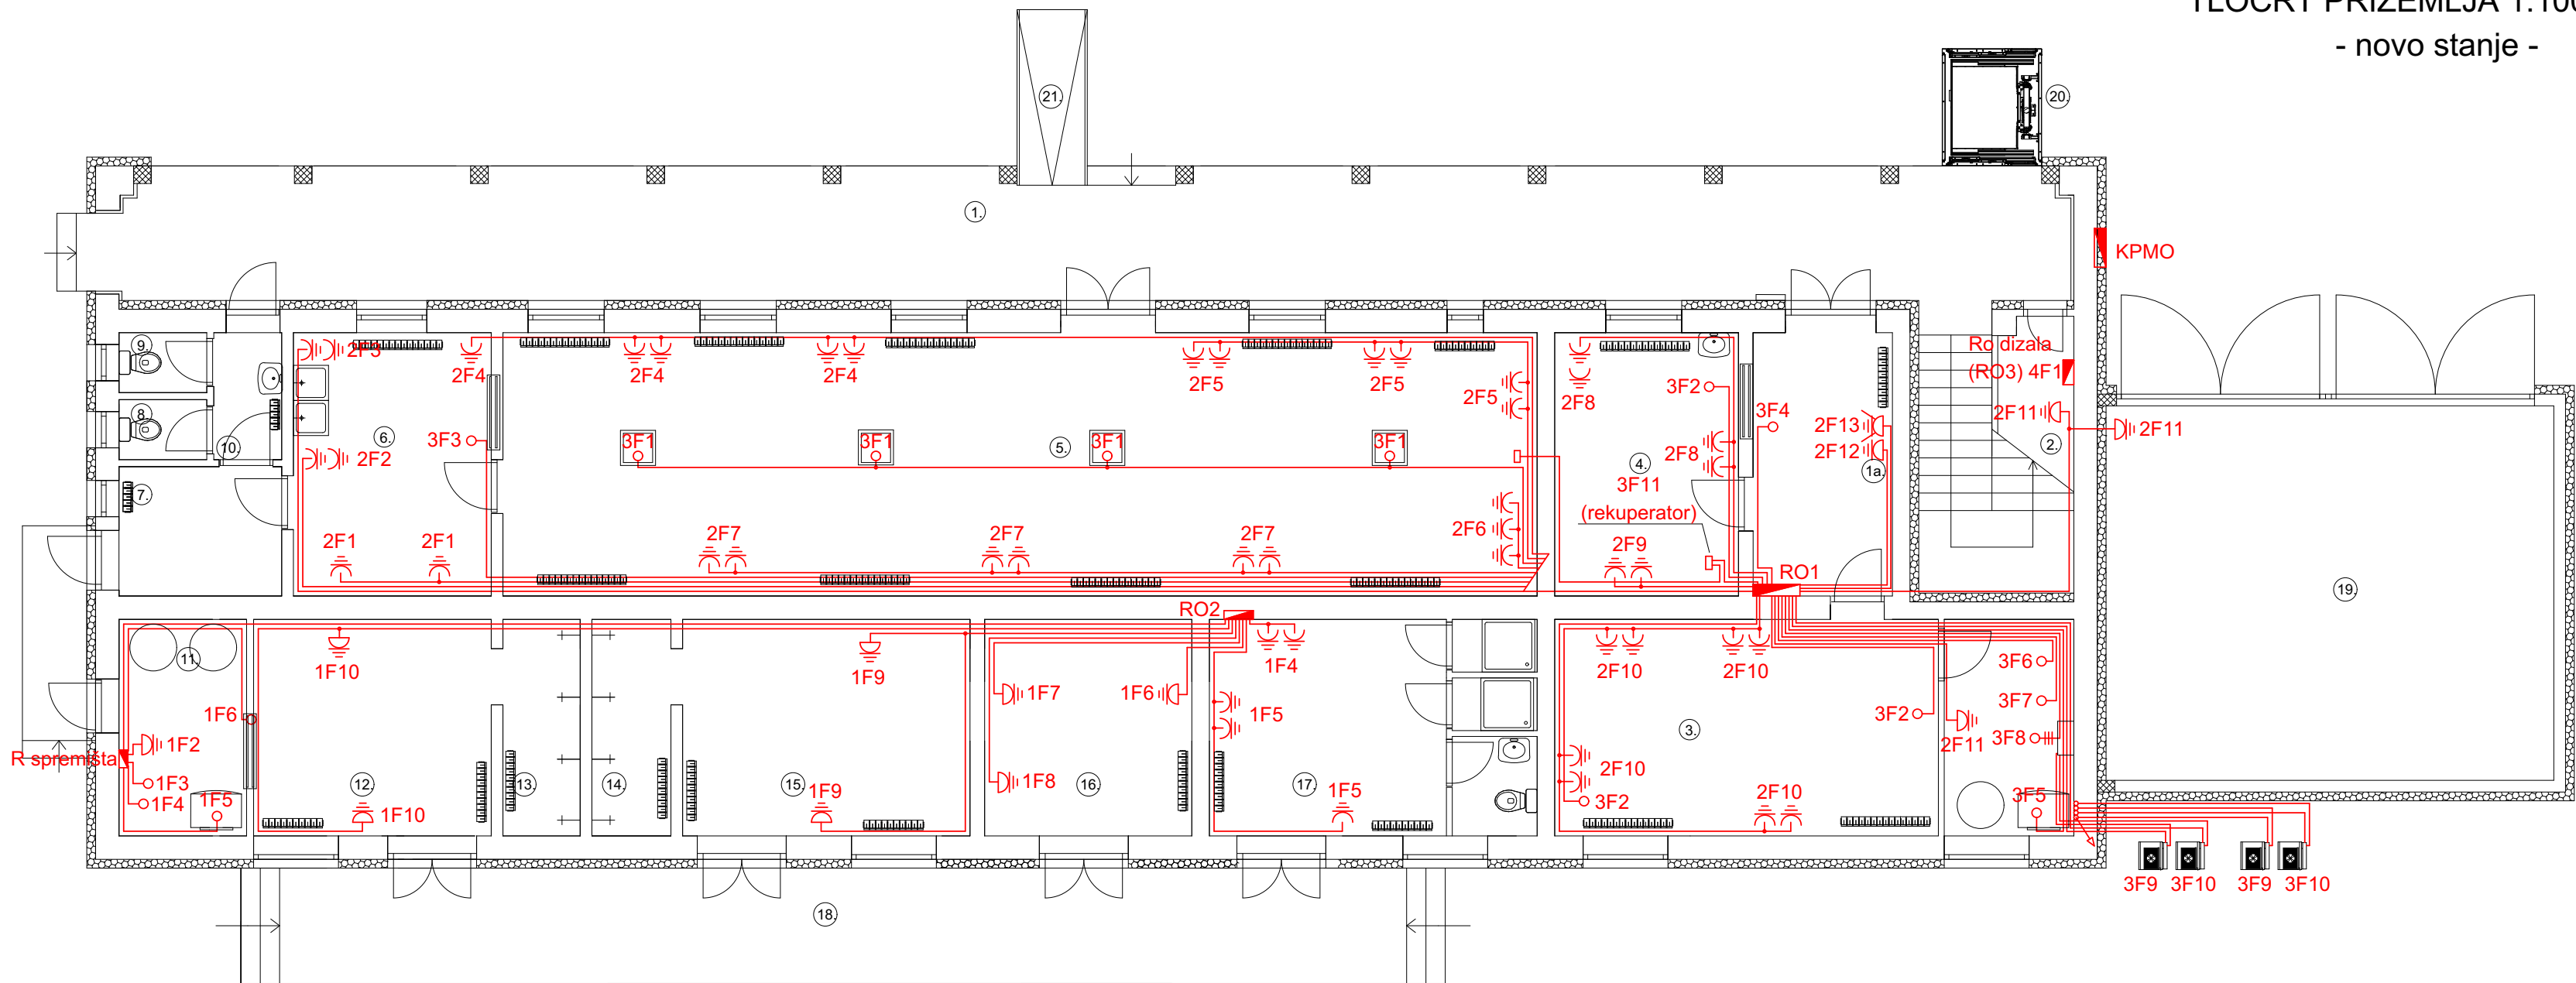 TLOCRT PRIZEMLJA 1:100
- novo stanje -
21.
20.
1.
KPMO
9.
2F3
2F4
2F4
2F4
2F5
2F5
2F5
2F8
3F2
Ro dizala
(RO3) 4F1
8.
10.
6.
3F3
2F2
3F1
3F1
5.
3F1
3F1
4.
3F11
(rekuperator)
2F8
3F4
2F13
2F12
1a.
2F11
2.
2F11
7.
2F1
2F1
2F7
2F7
2F7
2F6
2F9
RO1
19.
RO2
11.
1F10
1F9
1F7
1F6
1F4
1F5
2F10
2F10
3F6
3F7
3F8
1F6
1F2
R spremišta
1F3
1F4
1F5
12.
1F10
13.
14.
15.
1F9
1F8
16.
17.
1F5
3.
3F2
2F11
2F10
3F2
2F10
3F5
3F9
3F10
3F9
3F10
18.